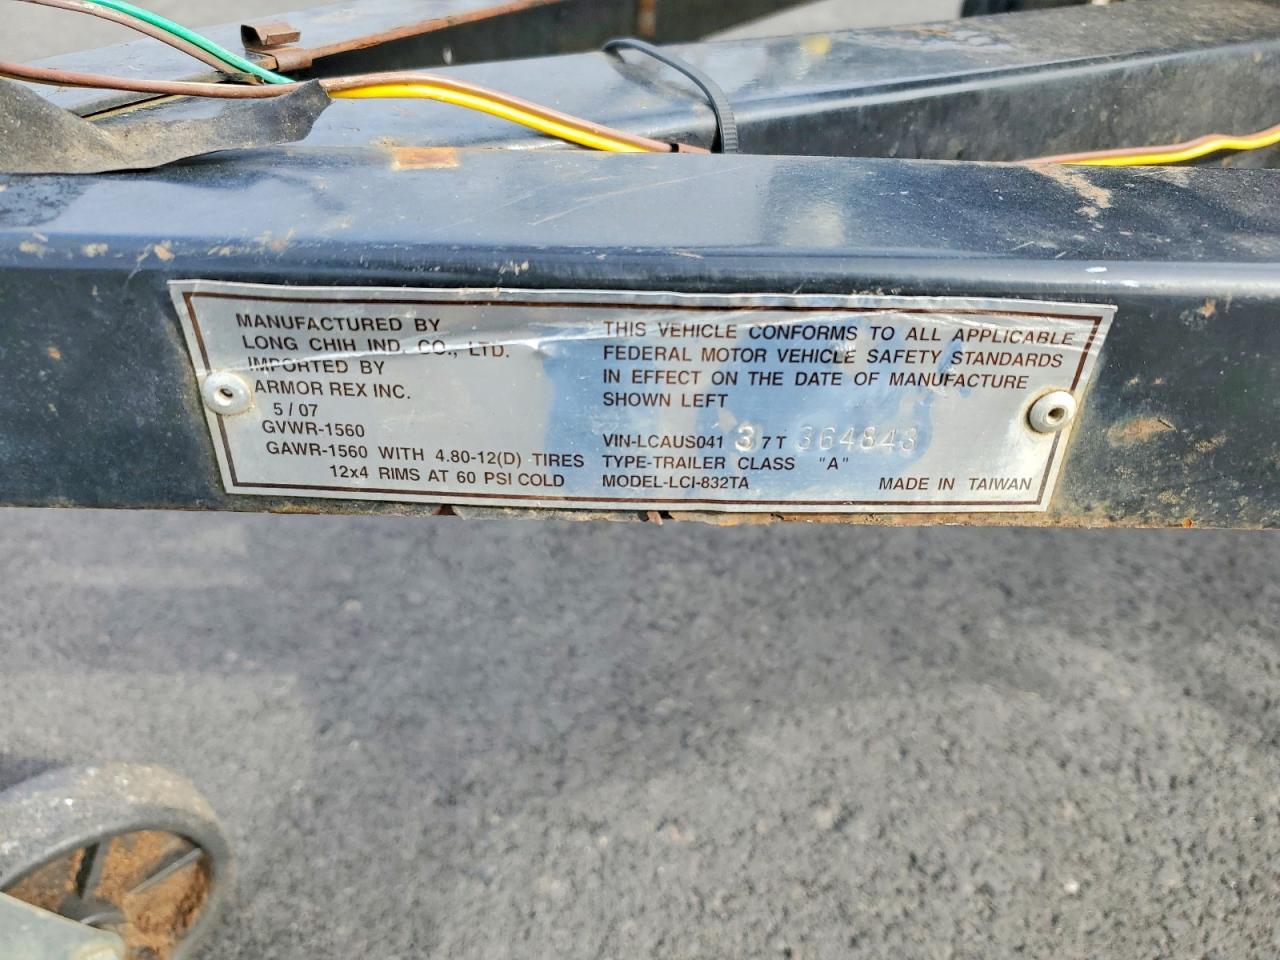 MANUFACTURED BY
LONG CHIH IND. CO., LTD.
IMPORTED BY
ARMOR REX INC.
5/07
GVWR-1560
GAWR-1560 WITH 4.80-12(D) TIRES
12x4 RIMS AT 60 PSI COLD
THIS VEHICLE CONFORMS TO ALL APPLICABLE
FEDERAL MOTOR VEHICLE SAFETY STANDARDS
IN EFFECT ON THE DATE OF MANUFACTURE
SHOWN LEFT
VIN-LCAUS041 3 7T 364843
TYPE-TRAILER CLASS "A"
MODEL-LCI-832TA
MADE IN TAIWAN